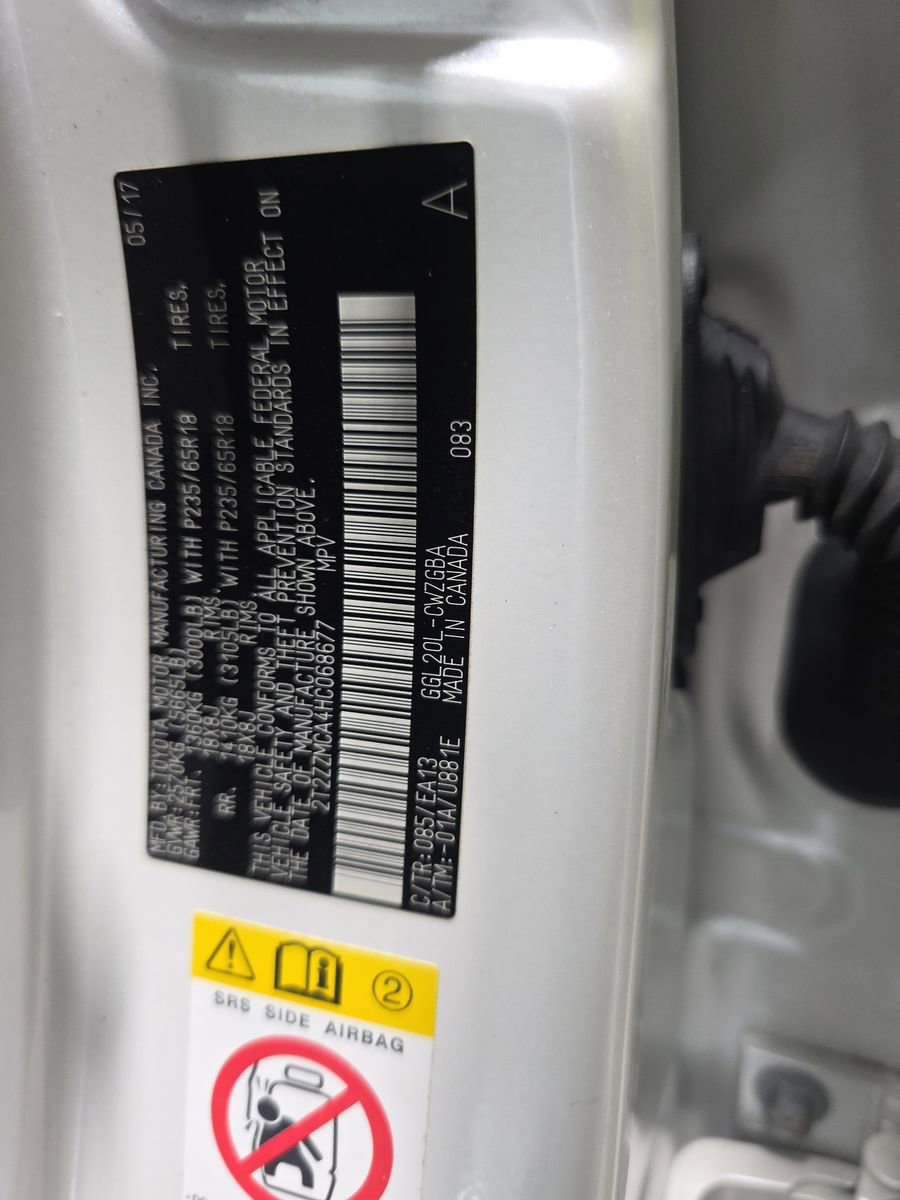 MFD.BY:TOYOTA MOTOR MANUFACTURING CANADA INC. 05/17
GVWR:2570KG (5665LB)
GAWR:FRT. 1360KG (3000LB) WITH P235/65R18 TIRES,
18X8J RIMS,
RR. 1410KG (3105LB) WITH P235/65R18 TIRES,
18X8J RIMS
THIS VEHICLE CONFORMS TO ALL APPLICABLE FEDERAL MOTOR
VEHICLE SAFETY AND THEFT PREVENTION STANDARDS IN EFFECT ON
THE DATE OF MANUFACTURE SHOWN ABOVE.
2T2ZZMCA4HC068677 MPV
C/TR:085/EA13 GGL20L-CWZGBA
A/TM:-01A/U881E MADE IN CANADA 083 A
2
SRS SIDE AIRBAG